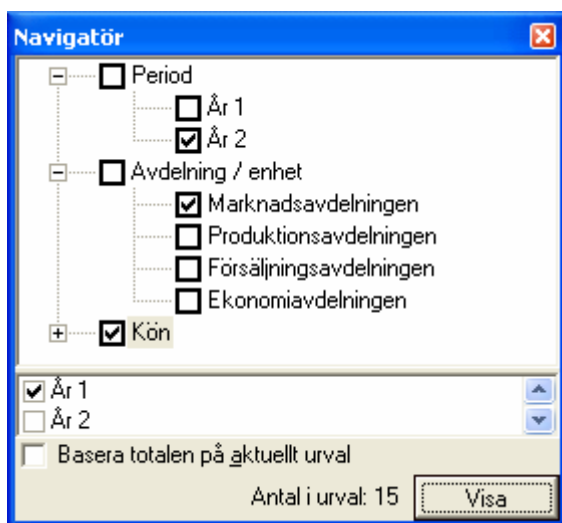 Navigatör
Period
År 1
År 2
Avdelning / enhet
Marknadsavdelningen
Produktionsavdelningen
Försäljningsavdelningen
Ekonomiavdelningen
Kön
År 1
År 2
Basera totalen på aktuellt urval
Antal i urval: 15 Visa